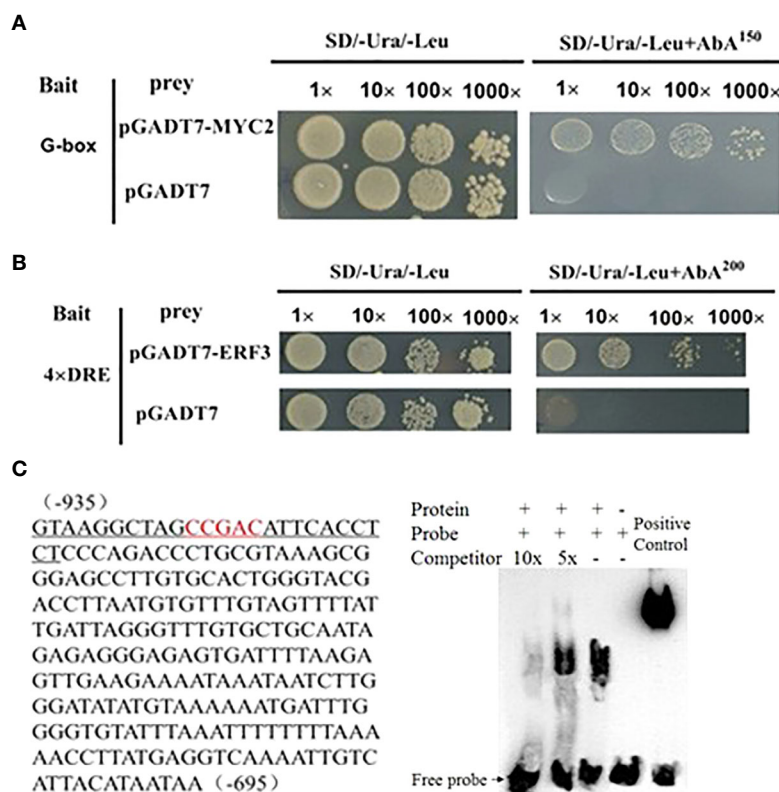 A
SD/-Ura/-Leu
SD/-Ura/-Leu+AbA150
Bait
prey
1×
10×
100×
1000×
1×
10×
100×
1000×
G-box
pGADT7-MYC2
pGADT7
B
SD/-Ura/-Leu
SD/-Ura/-Leu+AbA200
Bait
prey
1×
10×
100×
1000×
1×
10×
100×
1000×
4×DRE
pGADT7-ERF3
pGADT7
C
(-935)
GTAAGGCTAGCCGACATTCACCT
CTCCCAGACCCTGCGTAAAGCG
GGAGCCTTGTGCACTGGGTACG
ACCTTAATGTGTTTGTAGTTTTAT
TGATTAGGGTTTGTGCTGCAATA
GAGAGGGAGAGTGATTTTAAGA
GTTGAAGAAAATAAATAATCTTG
GGATATATGTAAAAAAATGATTTG
GGGTGTATTTAAATTTTTTTTTAAA
AACCTTATGAGGTCAAAATTGTC
ATTACATAATAA (-695)
Protein + + + -
Probe + + + +
Competitor 10x 5x - -
Positive
Control
Free probe